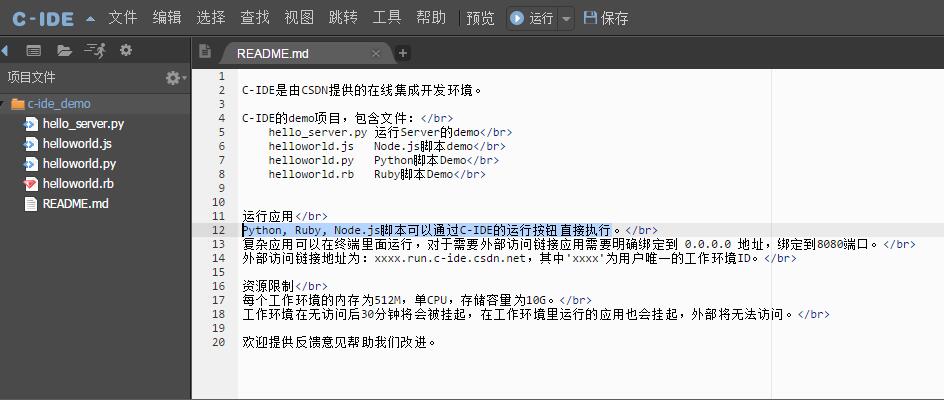 C-IDE 文件 编辑 选择 查找 视图 跳转 工具 帮助 预览 运行 保存
项目文件
c-ide_demo
hello_server.py
helloworld.js
helloworld.py
helloworld.rb
README.md
README.md
1
2 C-IDE是由CSDN提供的在线集成开发环境。
3
4 C-IDE的demo项目，包含文件：</br>
5 hello_server.py 运行Server的demo</br>
6 helloworld.js Node.js脚本demo</br>
7 helloworld.py Python脚本Demo</br>
8 helloworld.rb Ruby脚本Demo</br>
9
10
11 运行应用</br>
12 Python, Ruby, Node.js脚本可以通过C-IDE的运行按钮直接执行。</br>
13 复杂应用可以在终端里面运行，对于需要外部访问链接应用需要明确绑定到 0.0.0.0 地址，绑定到8080端口。</br>
14 外部访问链接地址为：xxxx.run.c-ide.csdn.net，其中'xxxx'为用户唯一的工作环境ID。</br>
15
16 资源限制</br>
17 每个工作环境的内存为512M，单CPU，存储容量为10G。</br>
18 工作环境在无访问后30分钟将会被挂起，在工作环境里运行的应用也会挂起，外部将无法访问。</br>
19
20 欢迎提供反馈意见帮助我们改进。